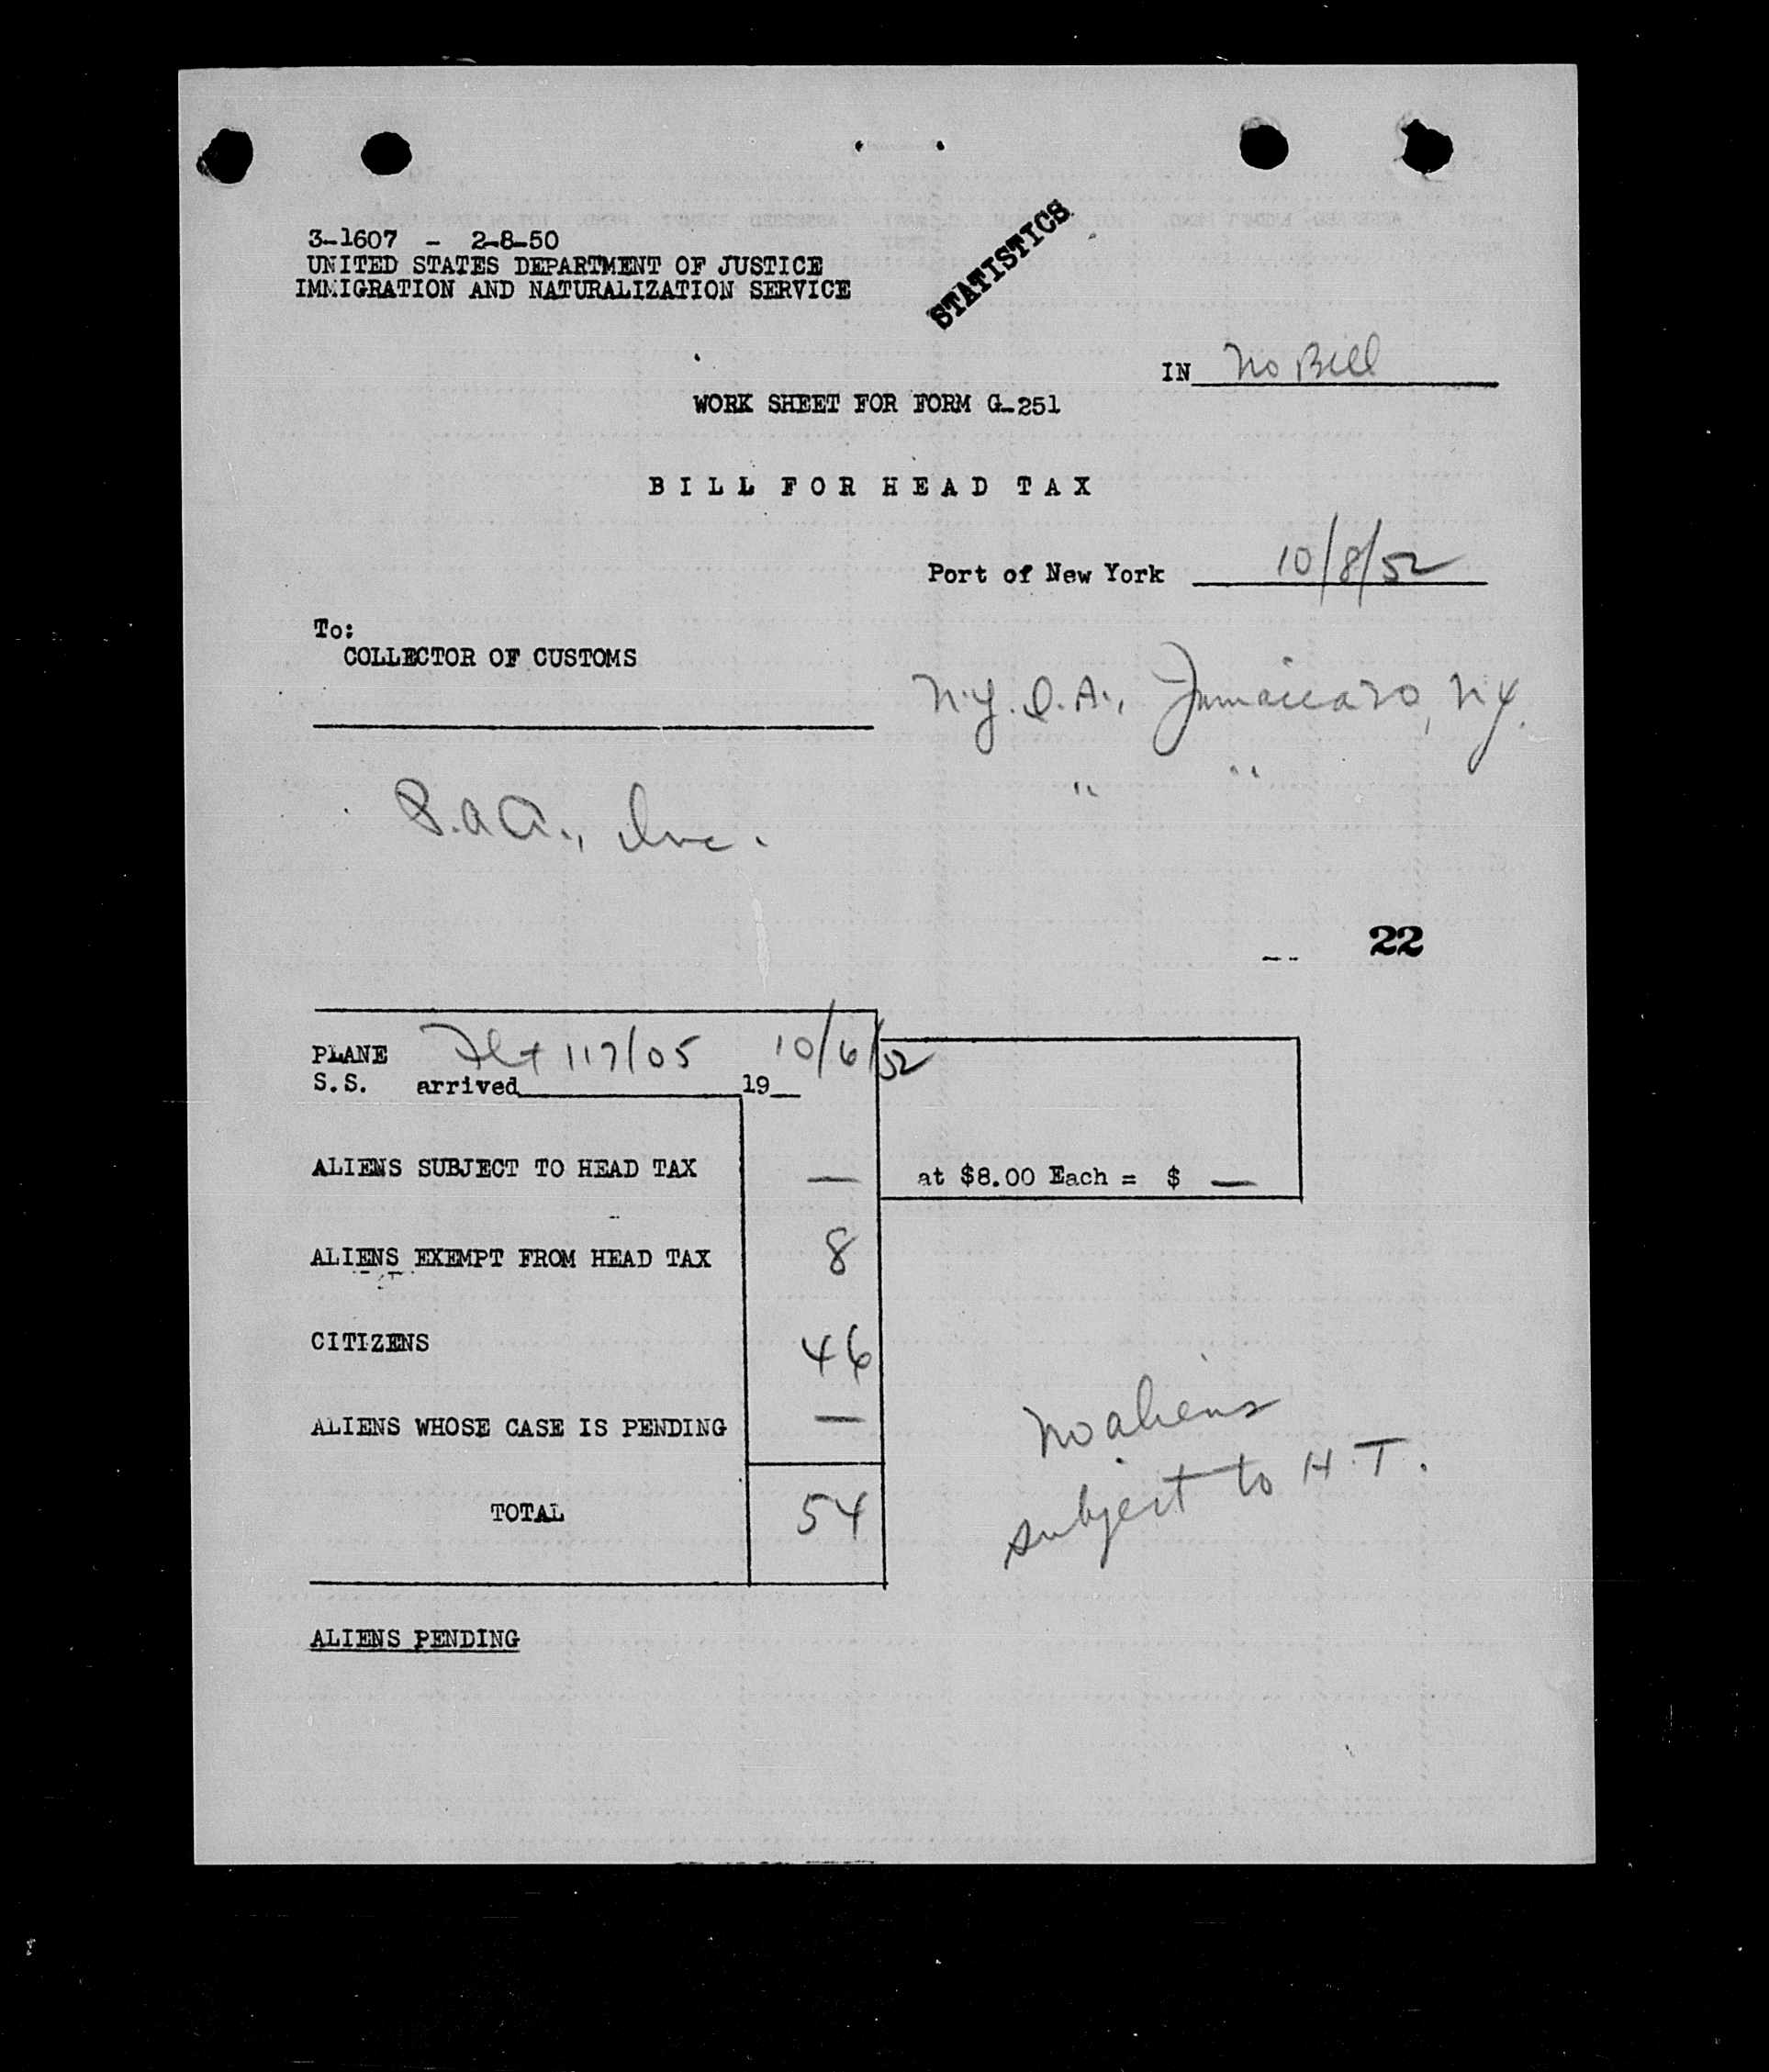 3-1607 - 2-8-50
UNITED STATES DEPARTMENT OF JUSTICE
IMMIGRATION AND NATURALIZATION SERVICE
STATISTICS
IN No Bill
WORK SHEET FOR FORM G-251
BILL FOR HEAD TAX
Port of New York 10/8/52
To:
COLLECTOR OF CUSTOMS
N.Y. I. A., Jamaica 30, N.Y.
" "
P.A.A., Inc.
22
PLANE Flt 117/05 10/6/52
S.S. arrived 19
ALIENS SUBJECT TO HEAD TAX — at $8.00 Each = $ —
ALIENS EXEMPT FROM HEAD TAX 8
CITIZENS 46
ALIENS WHOSE CASE IS PENDING —
TOTAL 54
No aliens
subject to H.T.
ALIENS PENDING